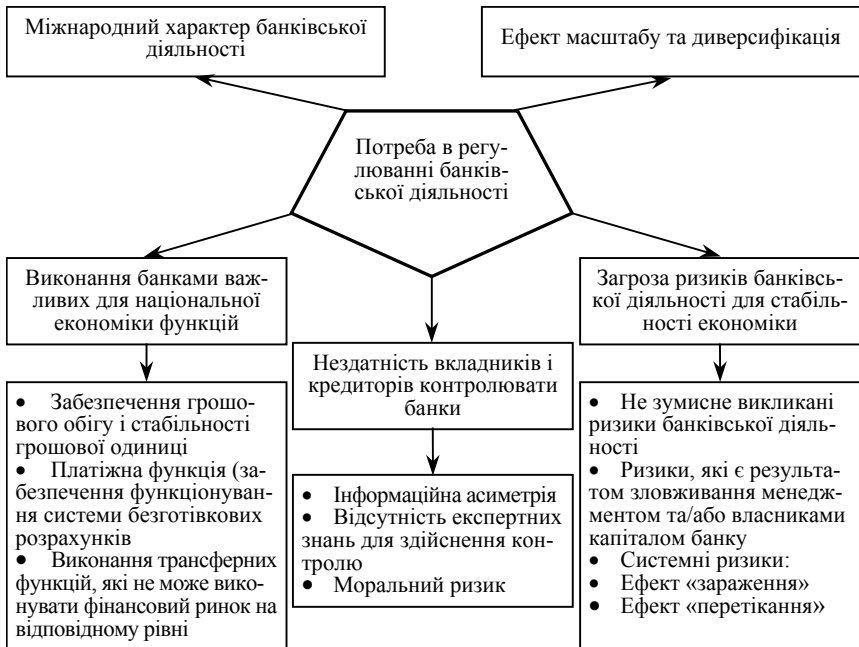 Міжнародний характер банківської
діяльності
Ефект масштабу та диверсифікація
Потреба в регу-
люванні банків-
ської діяльності
Виконання банками важ-
ливих для національної
економіки функцій
Нездатність вкладників і
кредиторів контролювати
банки
Загроза ризиків банківсь-
кої діяльності для стабіль-
ності економіки
• Забезпечення грошо-
вого обігу і стабільності
грошової одиниці
• Платіжна функція (за-
безпечення функціонуван-
ня системи безготівкових
розрахунків
• Виконання трансферних
функцій, які не може вико-
нувати фінансовий ринок на
відповідному рівні
• Інформаційна асиметрія
• Відсутність експертних
знань для здійснення конт-
ролю
• Моральний ризик
• Не зумисне викликані
ризики банківської діяль-
ності
• Ризики, які є результа-
том зловживання менедж-
ментом та/або власниками
капіталом банку
• Системні ризики:
• Ефект «зараження»
• Ефект «перетікання»